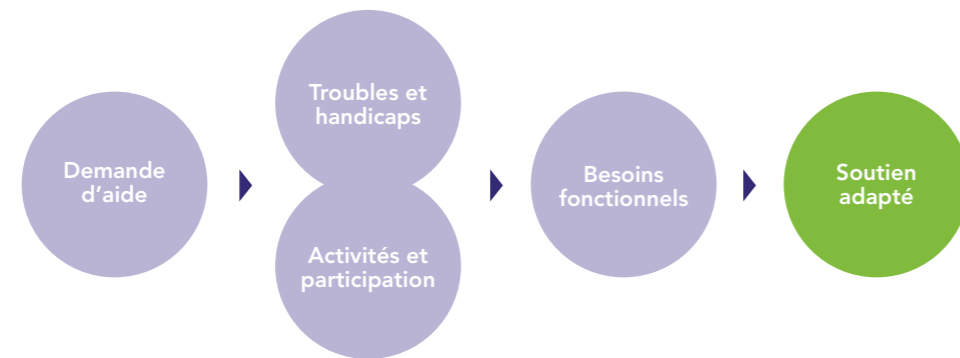 Demande
d’aide
Troubles et
handicaps
Activités et
participation
Besoins
fonctionnels
Soutien
adapté